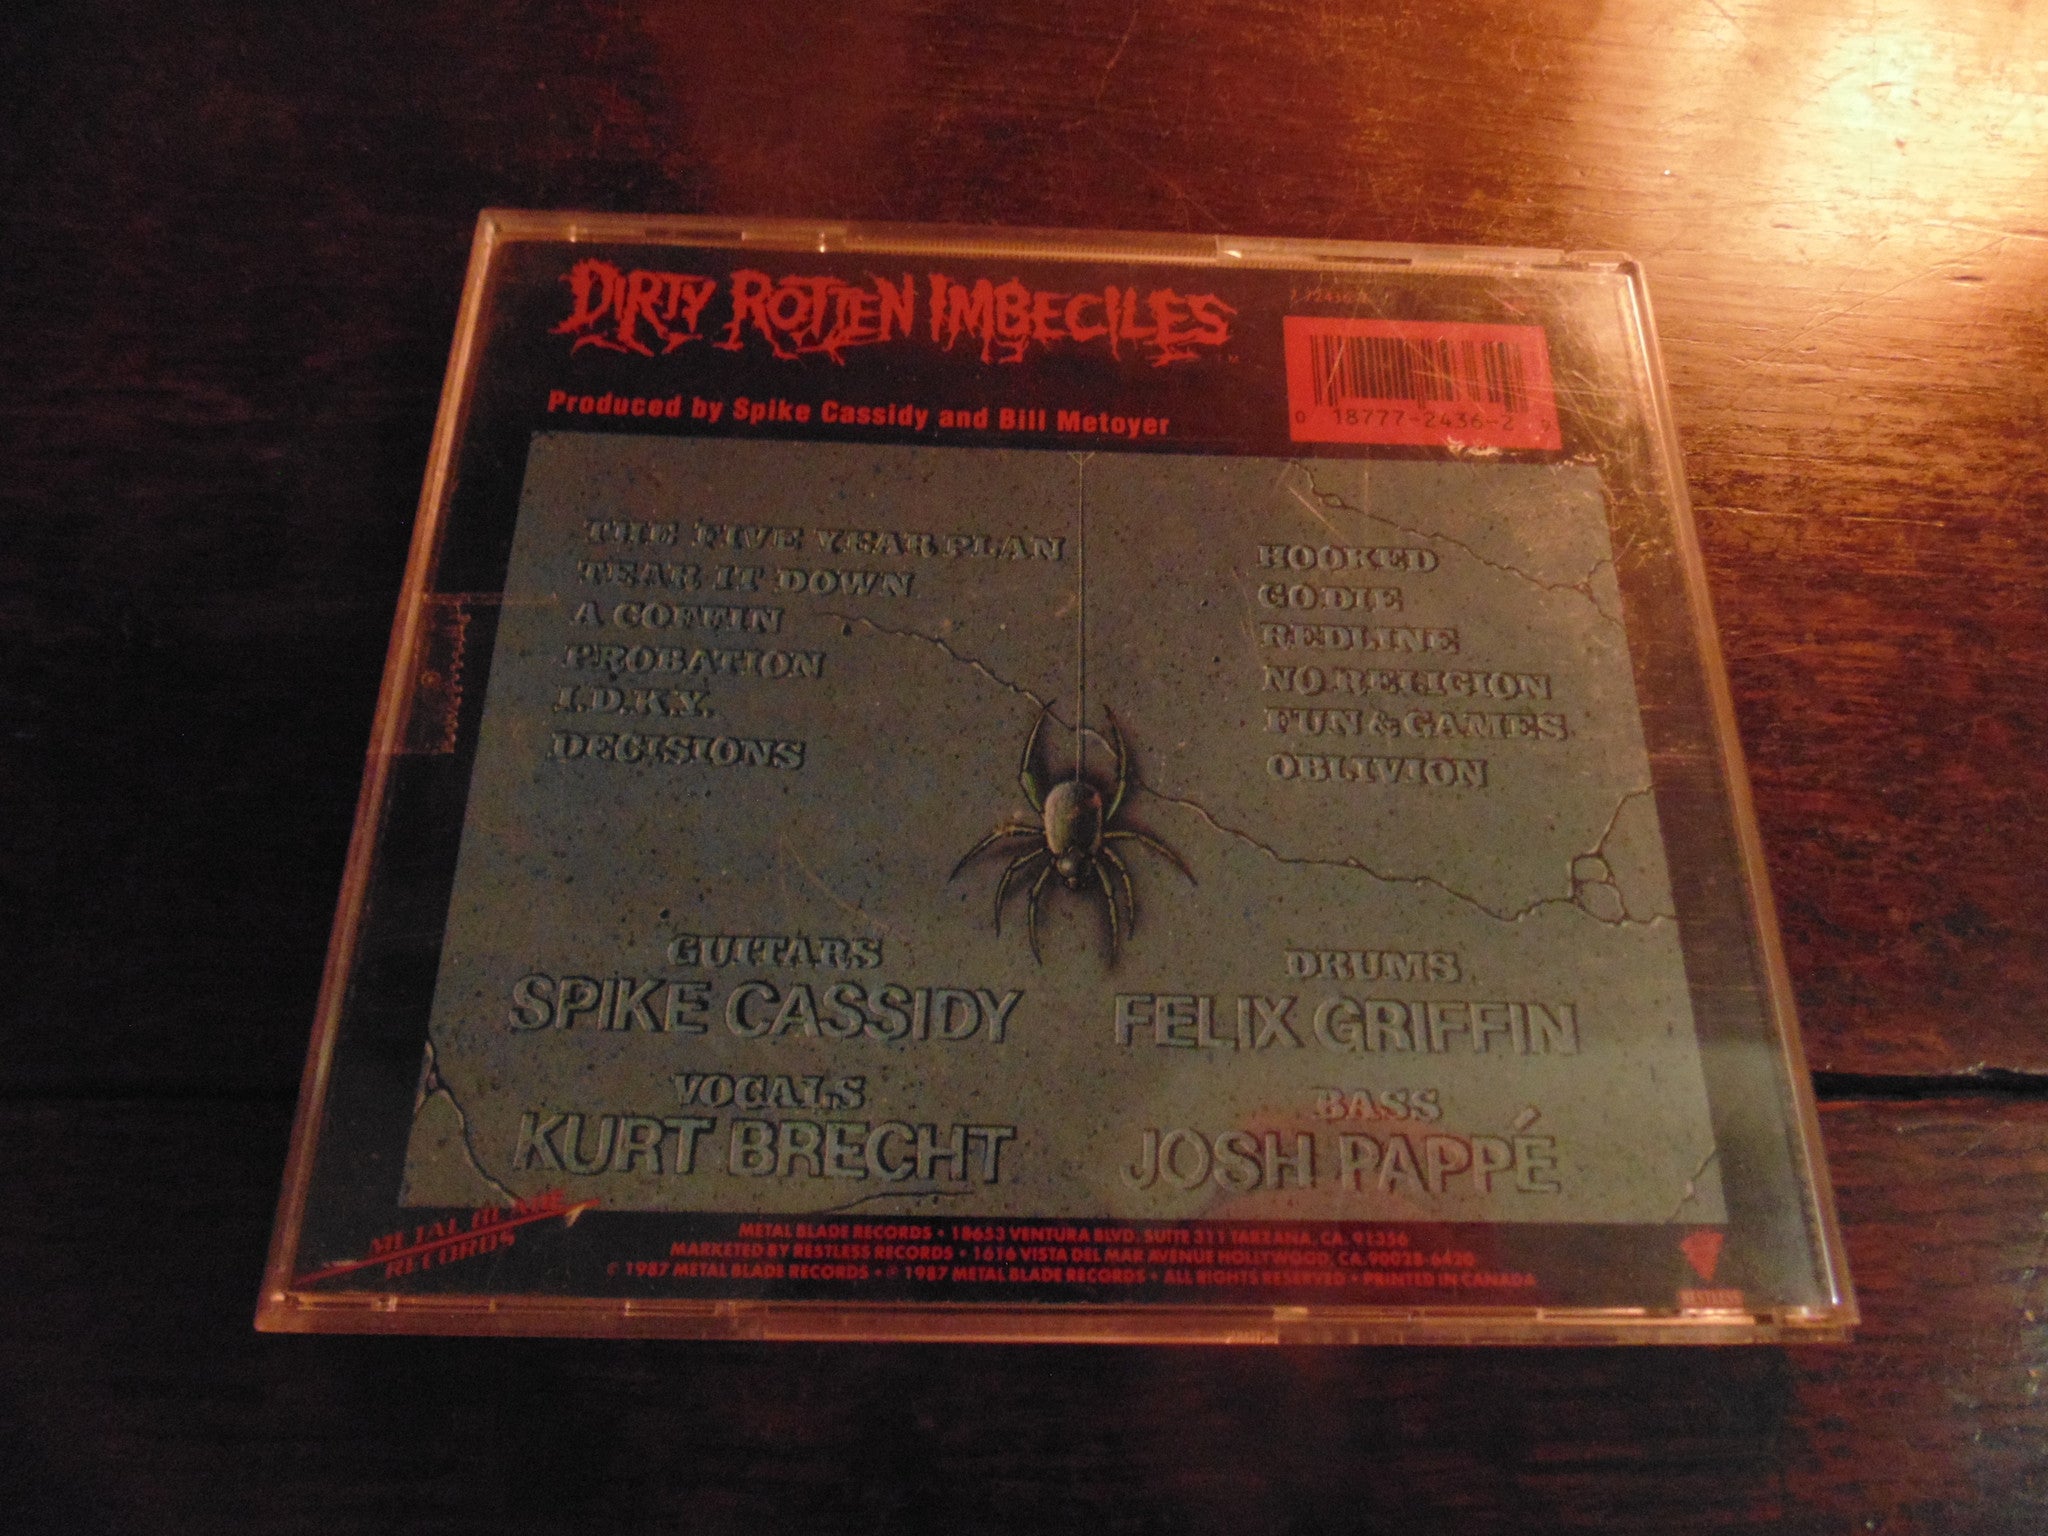 DIRTY ROTTEN IMBECILES
Produced by Spike Cassidy and Bill Metoyer
0 18777-2436-2 9
THE FIVE YEAR PLAN
TEAR IT DOWN
A COFFIN
PROBATION
I.D.K.Y.
DECISIONS
HOOKED
GO DIE
REDLINE
NO RELIGION
FUN & GAMES
OBLIVION
GUITARS
SPIKE CASSIDY
VOCALS
KURT BRECHT
DRUMS
FELIX GRIFFIN
BASS
JOSH PAPPÉ
METAL BLADE
RECORDS
METAL BLADE RECORDS • 18653 VENTURA BLVD. SUITE 311 TARZANA, CA. 91356
MARKETED BY RESTLESS RECORDS • 1616 VISTA DEL MAR AVENUE HOLLYWOOD, CA. 90028-6420
© 1987 METAL BLADE RECORDS • ℗ 1987 METAL BLADE RECORDS • ALL RIGHTS RESERVED • PRINTED IN CANADA
RESTLESS